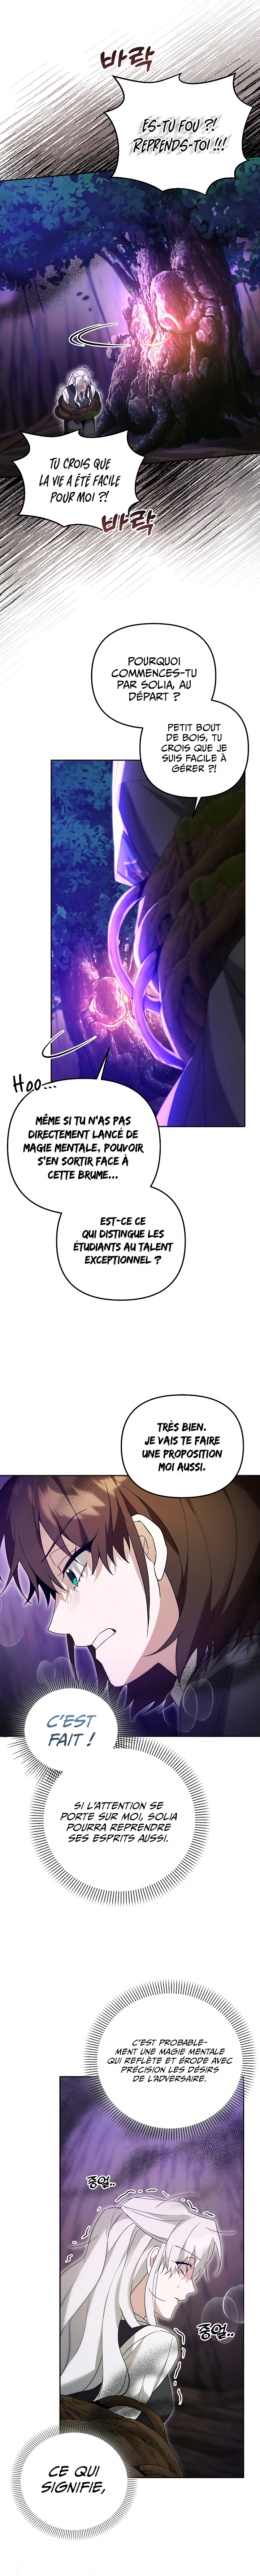 바락
ES-TU FOU ?!
REPRENDS-TOI !!!
TU CROIS QUE
LA VIE A ÉTÉ FACILE
POUR MOI ?!
바락
POURQUOI
COMMENCES-TU
PAR SOLIA, AU
DÉPART ?
PETIT BOUT
DE BOIS, TU
CROIS QUE JE
SUIS FACILE À
GÉRER ?!
HOO...
MÊME SI TU N'AS PAS
DIRECTEMENT LANCÉ DE
MAGIE MENTALE, POUVOIR
S'EN SORTIR FACE À
CETTE BRUME...
EST-CE CE
QUI DISTINGUE LES
ÉTUDIANTS AU TALENT
EXCEPTIONNEL ?
TRÈS BIEN.
JE VAIS TE FAIRE
UNE PROPOSITION
MOI AUSSI.
C'EST
FAIT !
SI L'ATTENTION SE
PORTE SUR MOI, SOLIA
POURRA REPRENDRE
SES ESPRITS AUSSI.
C'EST PROBABLE-
MENT UNE MAGIE MENTALE
QUI REFLÈTE ET ÉRODE AVEC
PRÉCISION LES DÉSIRS
DE L'ADVERSAIRE.
중얼..
중얼..
CE QUI
SIGNIFIE,